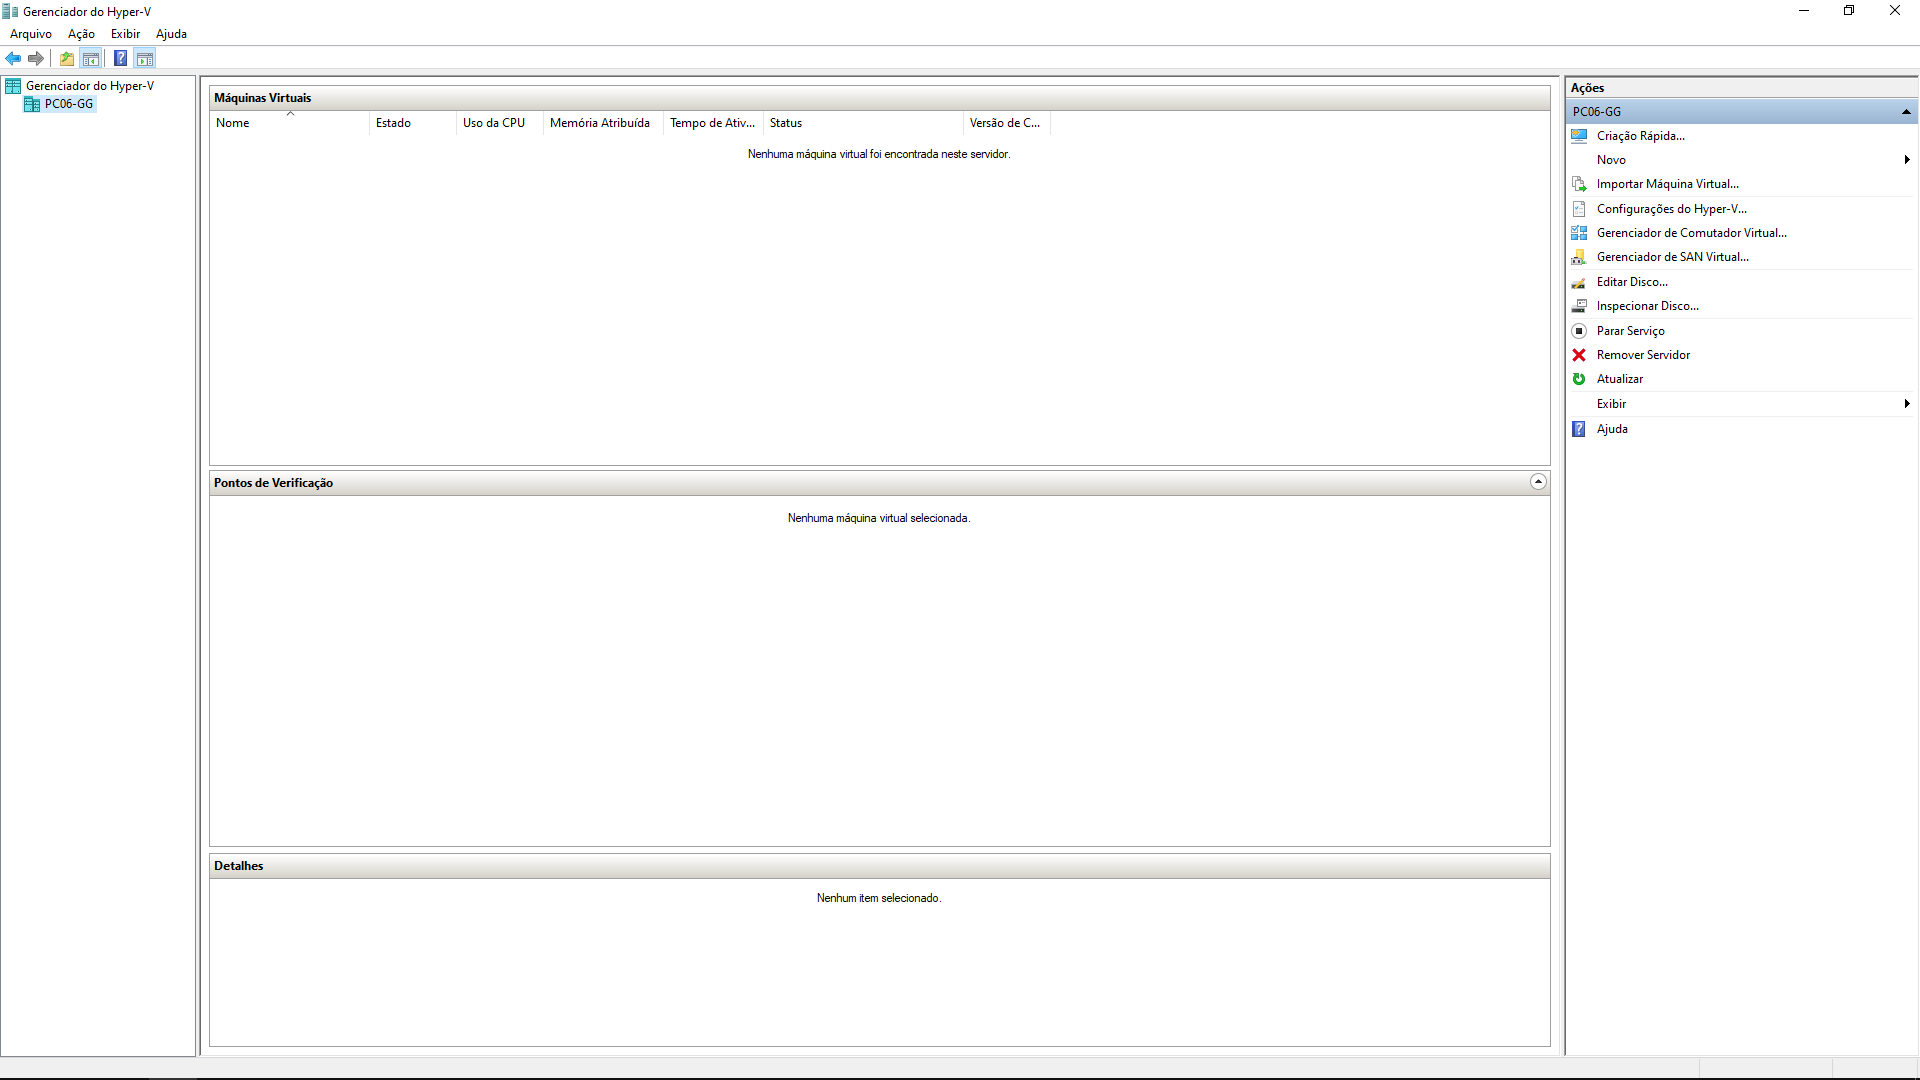 Gerenciador do Hyper-V
Arquivo Ação Exibir Ajuda
Gerenciador do Hyper-V
PC06-GG
Máquinas Virtuais
Nome Estado Uso da CPU Memória Atribuída Tempo de Ativ... Status Versão de C...
Nenhuma máquina virtual foi encontrada neste servidor.
Pontos de Verificação
Nenhuma máquina virtual selecionada.
Detalhes
Nenhum item selecionado.
Ações
PC06-GG
Criação Rápida...
Novo
Importar Máquina Virtual...
Configurações do Hyper-V...
Gerenciador de Comutador Virtual...
Gerenciador de SAN Virtual...
Editar Disco...
Inspecionar Disco...
Parar Serviço
Remover Servidor
Atualizar
Exibir
Ajuda